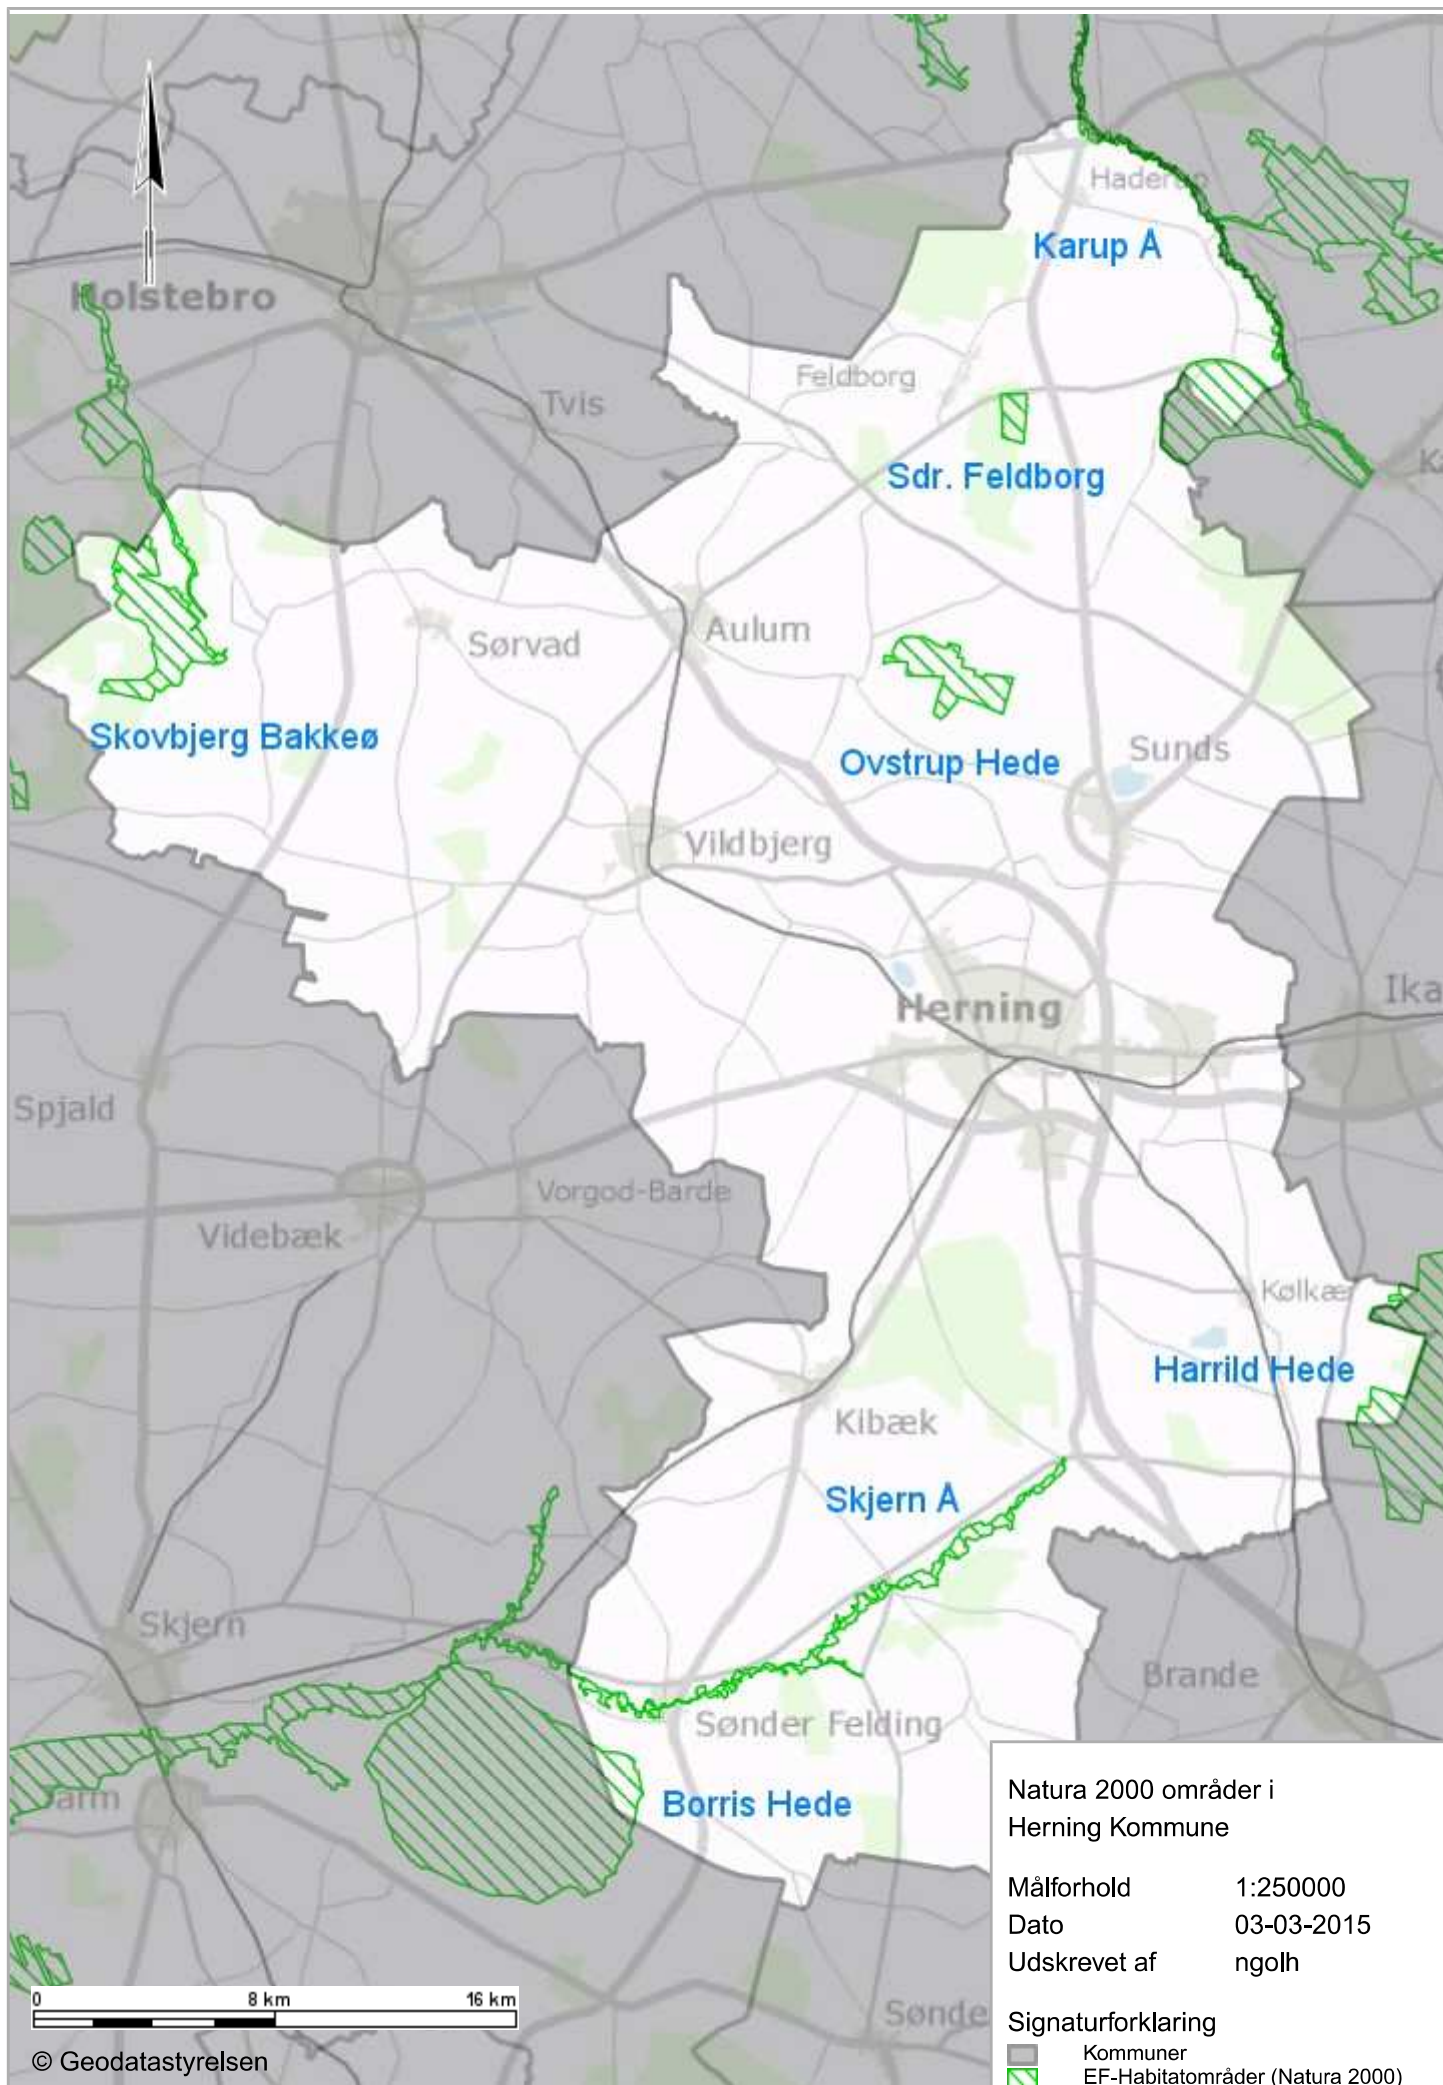 Haderup
Karup Å
Holstebro
Feldborg
Tvis
Sdr. Feldborg
Sørvad
Aulum
Skovbjerg Bakkeø
Ovstrup Hede
Sunds
Vildbjerg
Herning
Ika
Spjald
Vorgod-Barde
Videbæk
Kølkær
Harrild Hede
Kibæk
Skjern Å
Skjern
Brande
Sønder Felding
Borris Hede
Tarm
Sønde
Natura 2000 områder i
Herning Kommune
Målforhold 1:250000
Dato 03-03-2015
Udskrevet af ngolh
Signaturforklaring
Kommuner
EF-Habitatområder (Natura 2000)
0 8 km 16 km
© Geodatastyrelsen